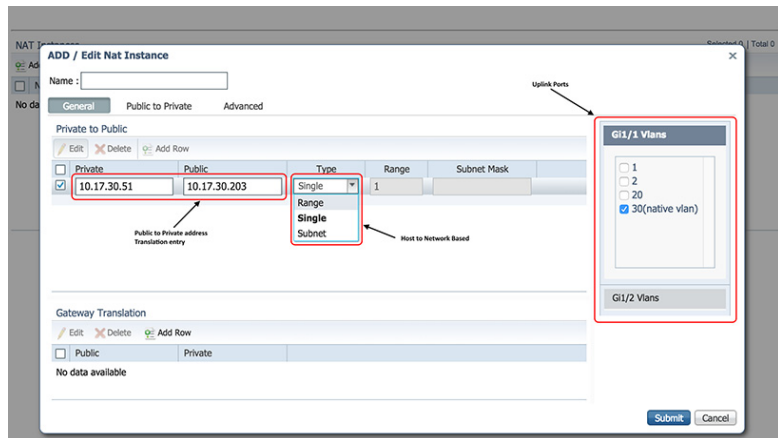 NAT Instances
Selected 0 | Total 0
ADD / Edit Nat Instance
Name :
General Public to Private Advanced
Private to Public
Edit Delete Add Row
Private Public Type Range Subnet Mask
10.17.30.51 10.17.30.203 Single 1
Range
Single
Subnet
Public to Private address
Translation entry
Host to Network Based
Uplink Ports
Gi1/1 Vlans
1
2
20
30(native vlan)
Gi1/2 Vlans
Gateway Translation
Edit Delete Add Row
Public Private
No data available
Submit Cancel